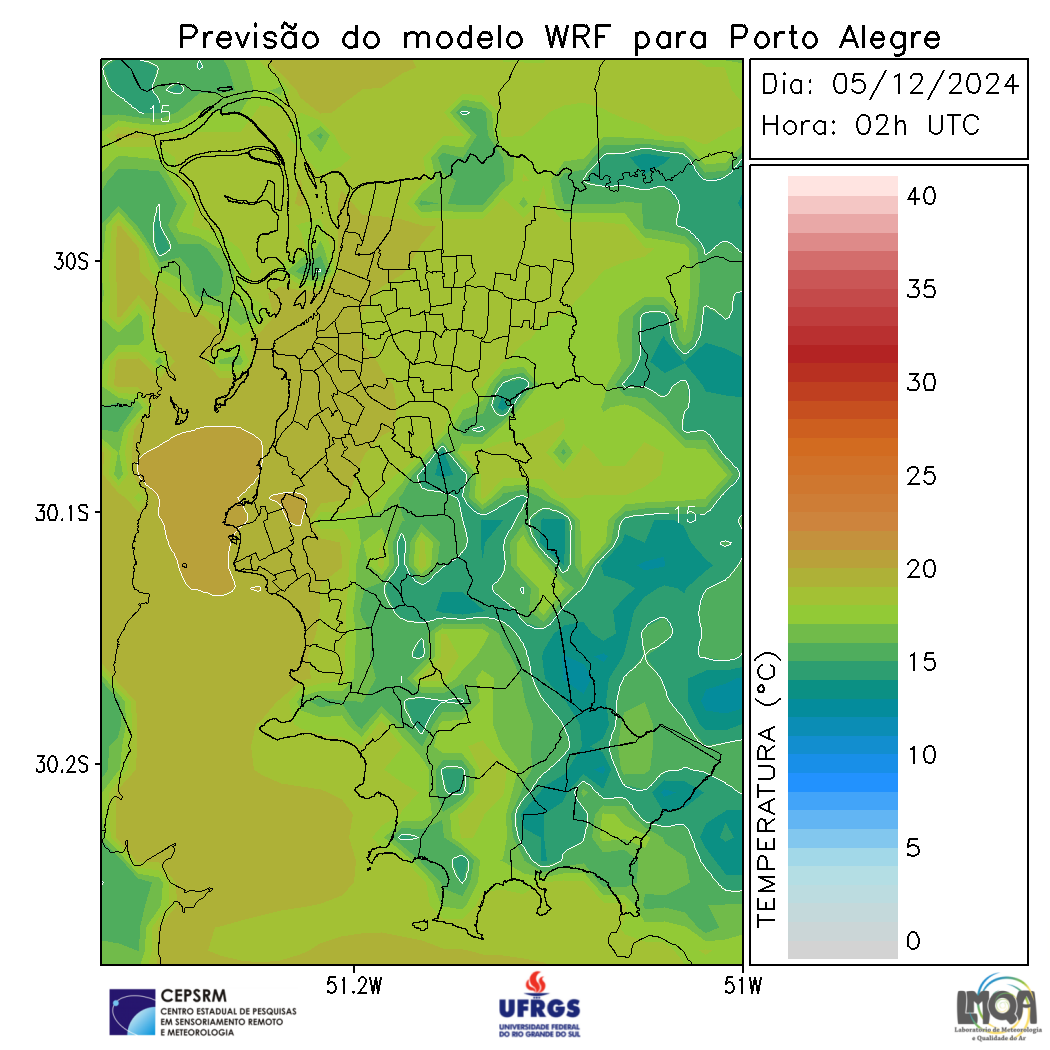 Previsão do modelo WRF para Porto Alegre
Dia: 05/12/2024
Hora: 02h UTC
15
30S
30.1S
30.2S
15
51.2W
51W
40
35
30
25
20
15
10
5
0
TEMPERATURA (°C)
CEPSRM
CENTRO ESTADUAL DE PESQUISAS
EM SENSORIAMENTO REMOTO
E METEOROLOGIA
UFRGS
UNIVERSIDADE FEDERAL
DO RIO GRANDE DO SUL
LMQA
Laboratório de Meteorologia
e Qualidade do Ar